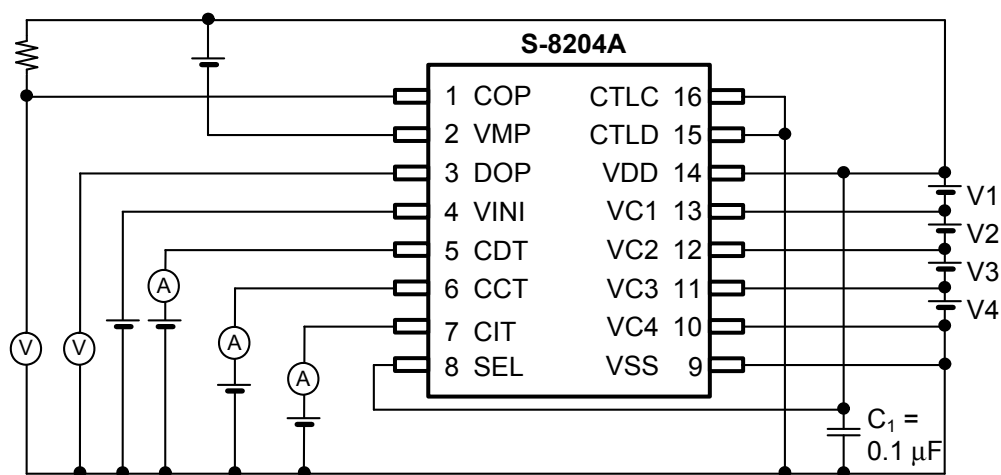 S-8204A
1 COP
CTLC 16
2 VMP
CTLD 15
3 DOP
VDD 14
4 VINI
VC1 13
5 CDT
VC2 12
6 CCT
VC3 11
7 CIT
VC4 10
8 SEL
VSS 9
V1
V2
V3
V4
A
A
A
V
V
C₁ =
0.1 μF